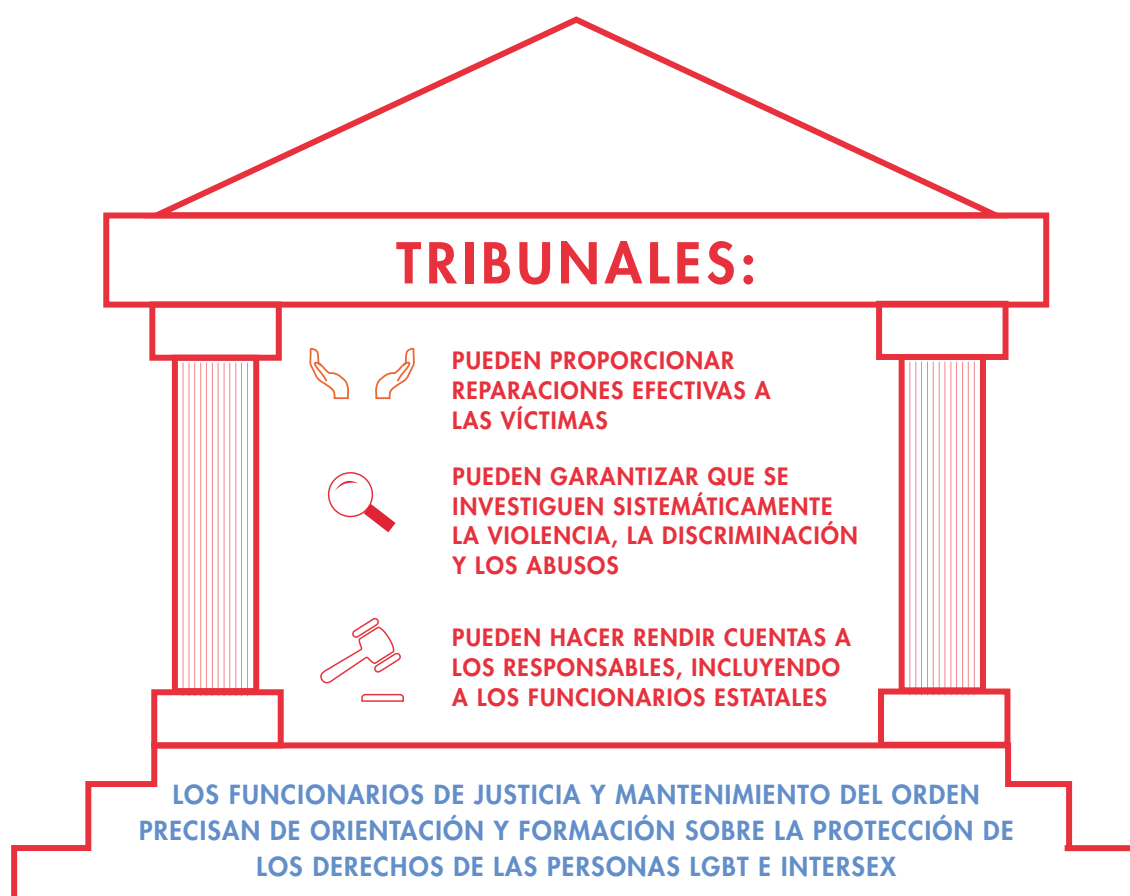 TRIBUNALES:
PUEDEN PROPORCIONAR
REPARACIONES EFECTIVAS A
LAS VÍCTIMAS
PUEDEN GARANTIZAR QUE SE
INVESTIGUEN SISTEMÁTICAMENTE
LA VIOLENCIA, LA DISCRIMINACIÓN
Y LOS ABUSOS
PUEDEN HACER RENDIR CUENTAS A
LOS RESPONSABLES, INCLUYENDO
A LOS FUNCIONARIOS ESTATALES
LOS FUNCIONARIOS DE JUSTICIA Y MANTENIMIENTO DEL ORDEN
PRECISAN DE ORIENTACIÓN Y FORMACIÓN SOBRE LA PROTECCIÓN DE
LOS DERECHOS DE LAS PERSONAS LGBT E INTERSEX